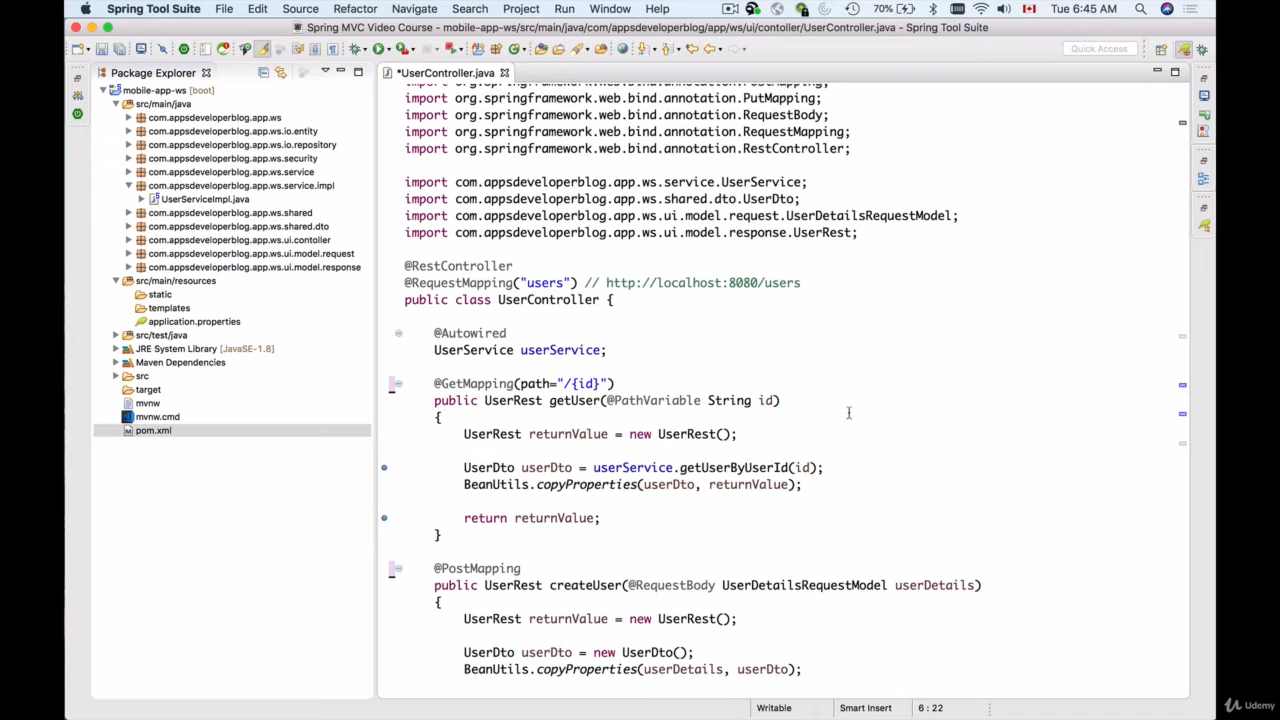 Spring Tool Suite File Edit Source Refactor Navigate Search Project Run Window Help 70% Tue 6:45 AM
Spring MVC Video Course - mobile-app-ws/src/main/java/com/appsdeveloperblog/app/ws/ui/contoller/UserController.java - Spring Tool Suite
Quick Access
Package Explorer
mobile-app-ws [boot]
src/main/java
com.appsdeveloperblog.app.ws
com.appsdeveloperblog.app.ws.io.entity
com.appsdeveloperblog.app.ws.io.repository
com.appsdeveloperblog.app.ws.security
com.appsdeveloperblog.app.ws.service
com.appsdeveloperblog.app.ws.service.impl
UserServiceImpl.java
com.appsdeveloperblog.app.ws.shared
com.appsdeveloperblog.app.ws.shared.dto
com.appsdeveloperblog.app.ws.ui.contoller
com.appsdeveloperblog.app.ws.ui.model.request
com.appsdeveloperblog.app.ws.ui.model.response
src/main/resources
static
templates
application.properties
src/test/java
JRE System Library [JavaSE-1.8]
Maven Dependencies
src
target
mvnw
mvnw.cmd
pom.xml
*UserController.java
import org.springframework.web.bind.annotation.PutMapping;
import org.springframework.web.bind.annotation.RequestBody;
import org.springframework.web.bind.annotation.RequestMapping;
import org.springframework.web.bind.annotation.RestController;
import com.appsdeveloperblog.app.ws.service.UserService;
import com.appsdeveloperblog.app.ws.shared.dto.UserDto;
import com.appsdeveloperblog.app.ws.ui.model.request.UserDetailsRequestModel;
import com.appsdeveloperblog.app.ws.ui.model.response.UserRest;
@RestController
@RequestMapping("users") // http://localhost:8080/users
public class UserController {
@Autowired
UserService userService;
@GetMapping(path="/{id}")
public UserRest getUser(@PathVariable String id)
{
UserRest returnValue = new UserRest();
UserDto userDto = userService.getUserByUserId(id);
BeanUtils.copyProperties(userDto, returnValue);
return returnValue;
}
@PostMapping
public UserRest createUser(@RequestBody UserDetailsRequestModel userDetails)
{
UserRest returnValue = new UserRest();
UserDto userDto = new UserDto();
BeanUtils.copyProperties(userDetails, userDto);
Writable Smart Insert 6 : 22
Udemy